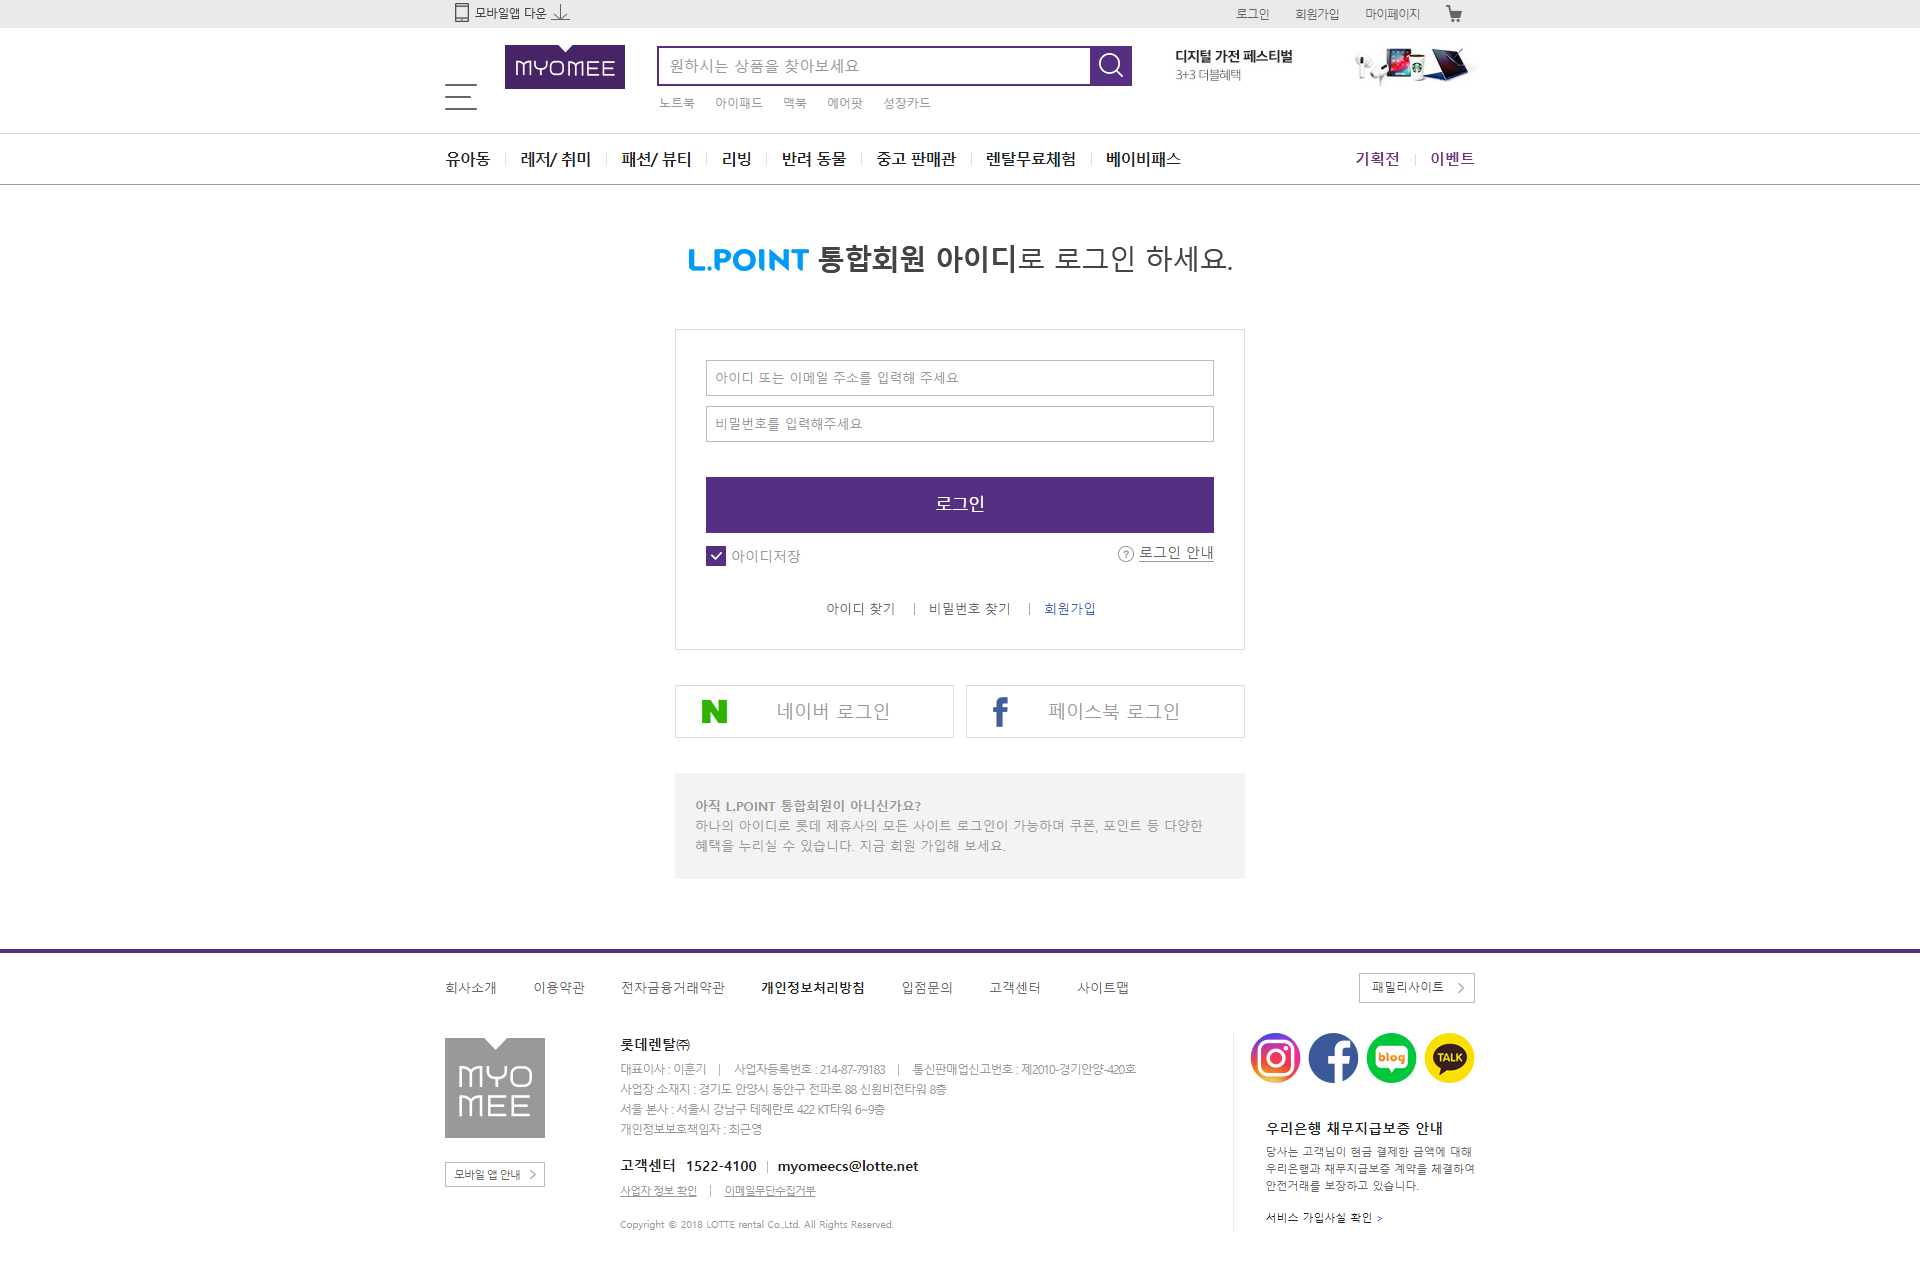 모바일앱 다운
로그인 회원가입 마이페이지
MYOMEE
원하시는 상품을 찾아보세요
디지털 가전 페스티벌
3+3 더블혜택
노트북 아이패드 맥북 에어팟 성장카드
유아동 레저/ 취미 패션/ 뷰티 리빙 반려 동물 중고 판매관 렌탈무료체험 베이비패스 기획전 이벤트
L.POINT 통합회원 아이디로 로그인 하세요.
아이디 또는 이메일 주소를 입력해 주세요
비밀번호를 입력해주세요
로그인
아이디저장
? 로그인 안내
아이디 찾기 | 비밀번호 찾기 | 회원가입
N 네이버 로그인
f 페이스북 로그인
아직 L.POINT 통합회원이 아니신가요?
하나의 아이디로 롯데 제휴사의 모든 사이트 로그인이 가능하며 쿠폰, 포인트 등 다양한
혜택을 누리실 수 있습니다. 지금 회원 가입해 보세요.
회사소개 이용약관 전자금융거래약관 개인정보처리방침 입점문의 고객센터 사이트맵
패밀리사이트 >
MYO
MEE
모바일 앱 안내 >
롯데렌탈㈜
대표이사 : 이훈기 | 사업자등록번호 : 214-87-79183 | 통신판매업신고번호 : 제2010-경기안양-420호
사업장 소재지 : 경기도 안양시 동안구 전파로 88 신원비젼타워 8층
서울 본사 : 서울시 강남구 테헤란로 422 KT타워 6~9층
개인정보보호책임자 : 최근영
고객센터 1522-4100 | myomeecs@lotte.net
사업자 정보 확인 | 이메일무단수집거부
Copyright © 2018 LOTTE rental Co.,Ltd. All Rights Reserved.
f
blog
TALK
우리은행 채무지급보증 안내
당사는 고객님이 현금 결제한 금액에 대해
우리은행과 채무지급보증 계약을 체결하여
안전거래를 보장하고 있습니다.
서비스 가입사실 확인 >